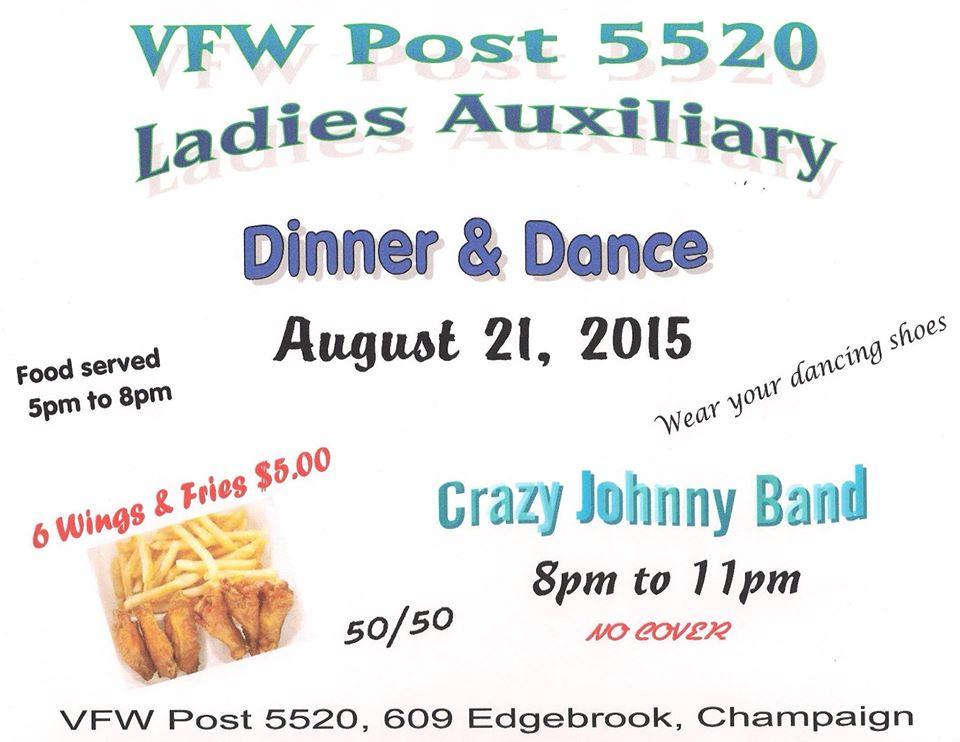 VFW Post 5520
Ladies Auxiliary
Dinner & Dance
August 21, 2015
Food served
5pm to 8pm
Wear your dancing shoes
6 Wings & Fries $5.00
Crazy Johnny Band
8pm to 11pm
NO COVER
50/50
VFW Post 5520, 609 Edgebrook, Champaign